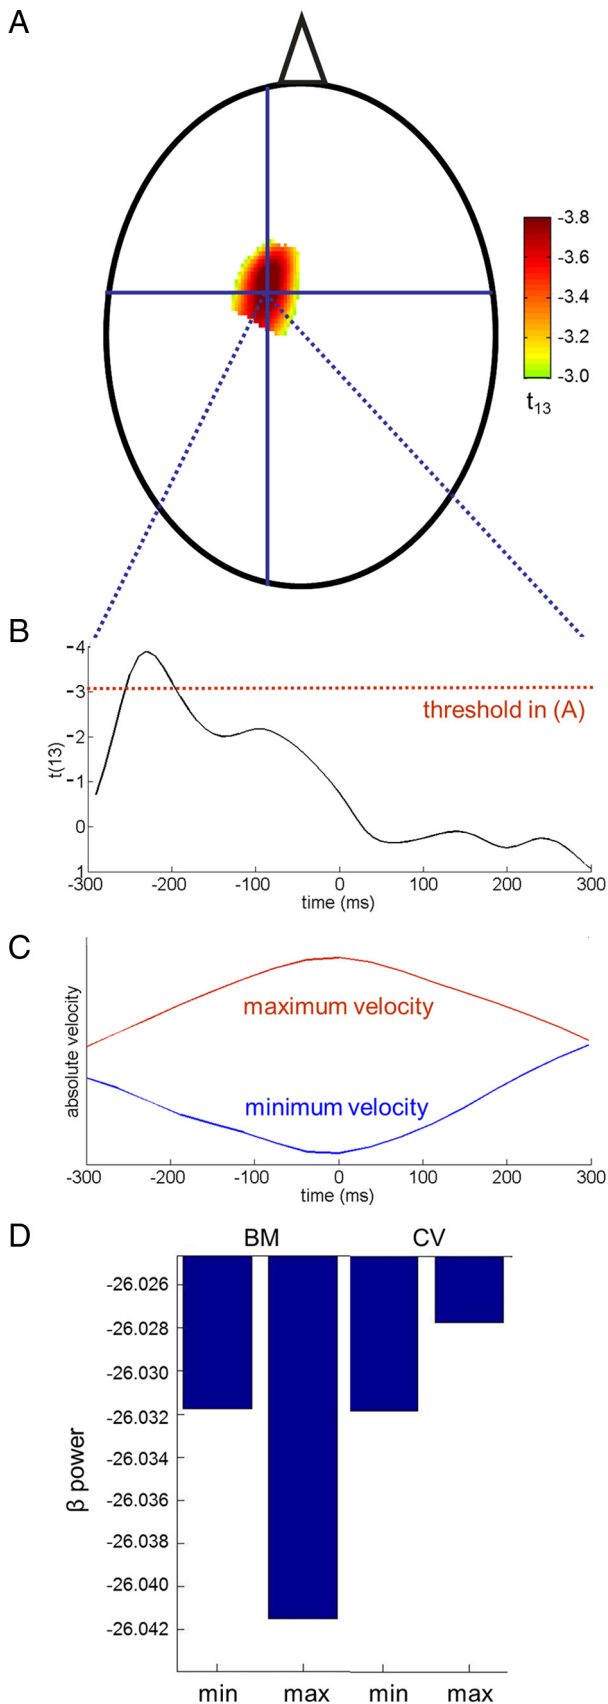 A
-3.8
-3.6
-3.4
-3.2
-3.0
t13
B
-4
-3
threshold in (A)
-2
t(13)
-1
0
1
-300 -200 -100 0 100 200 300
time (ms)
C
maximum velocity
absolute velocity
minimum velocity
-300 -200 -100 0 100 200 300
time (ms)
D
BM CV
-26.026
-26.028
-26.030
-26.032
-26.034
β power
-26.036
-26.038
-26.040
-26.042
min max min max